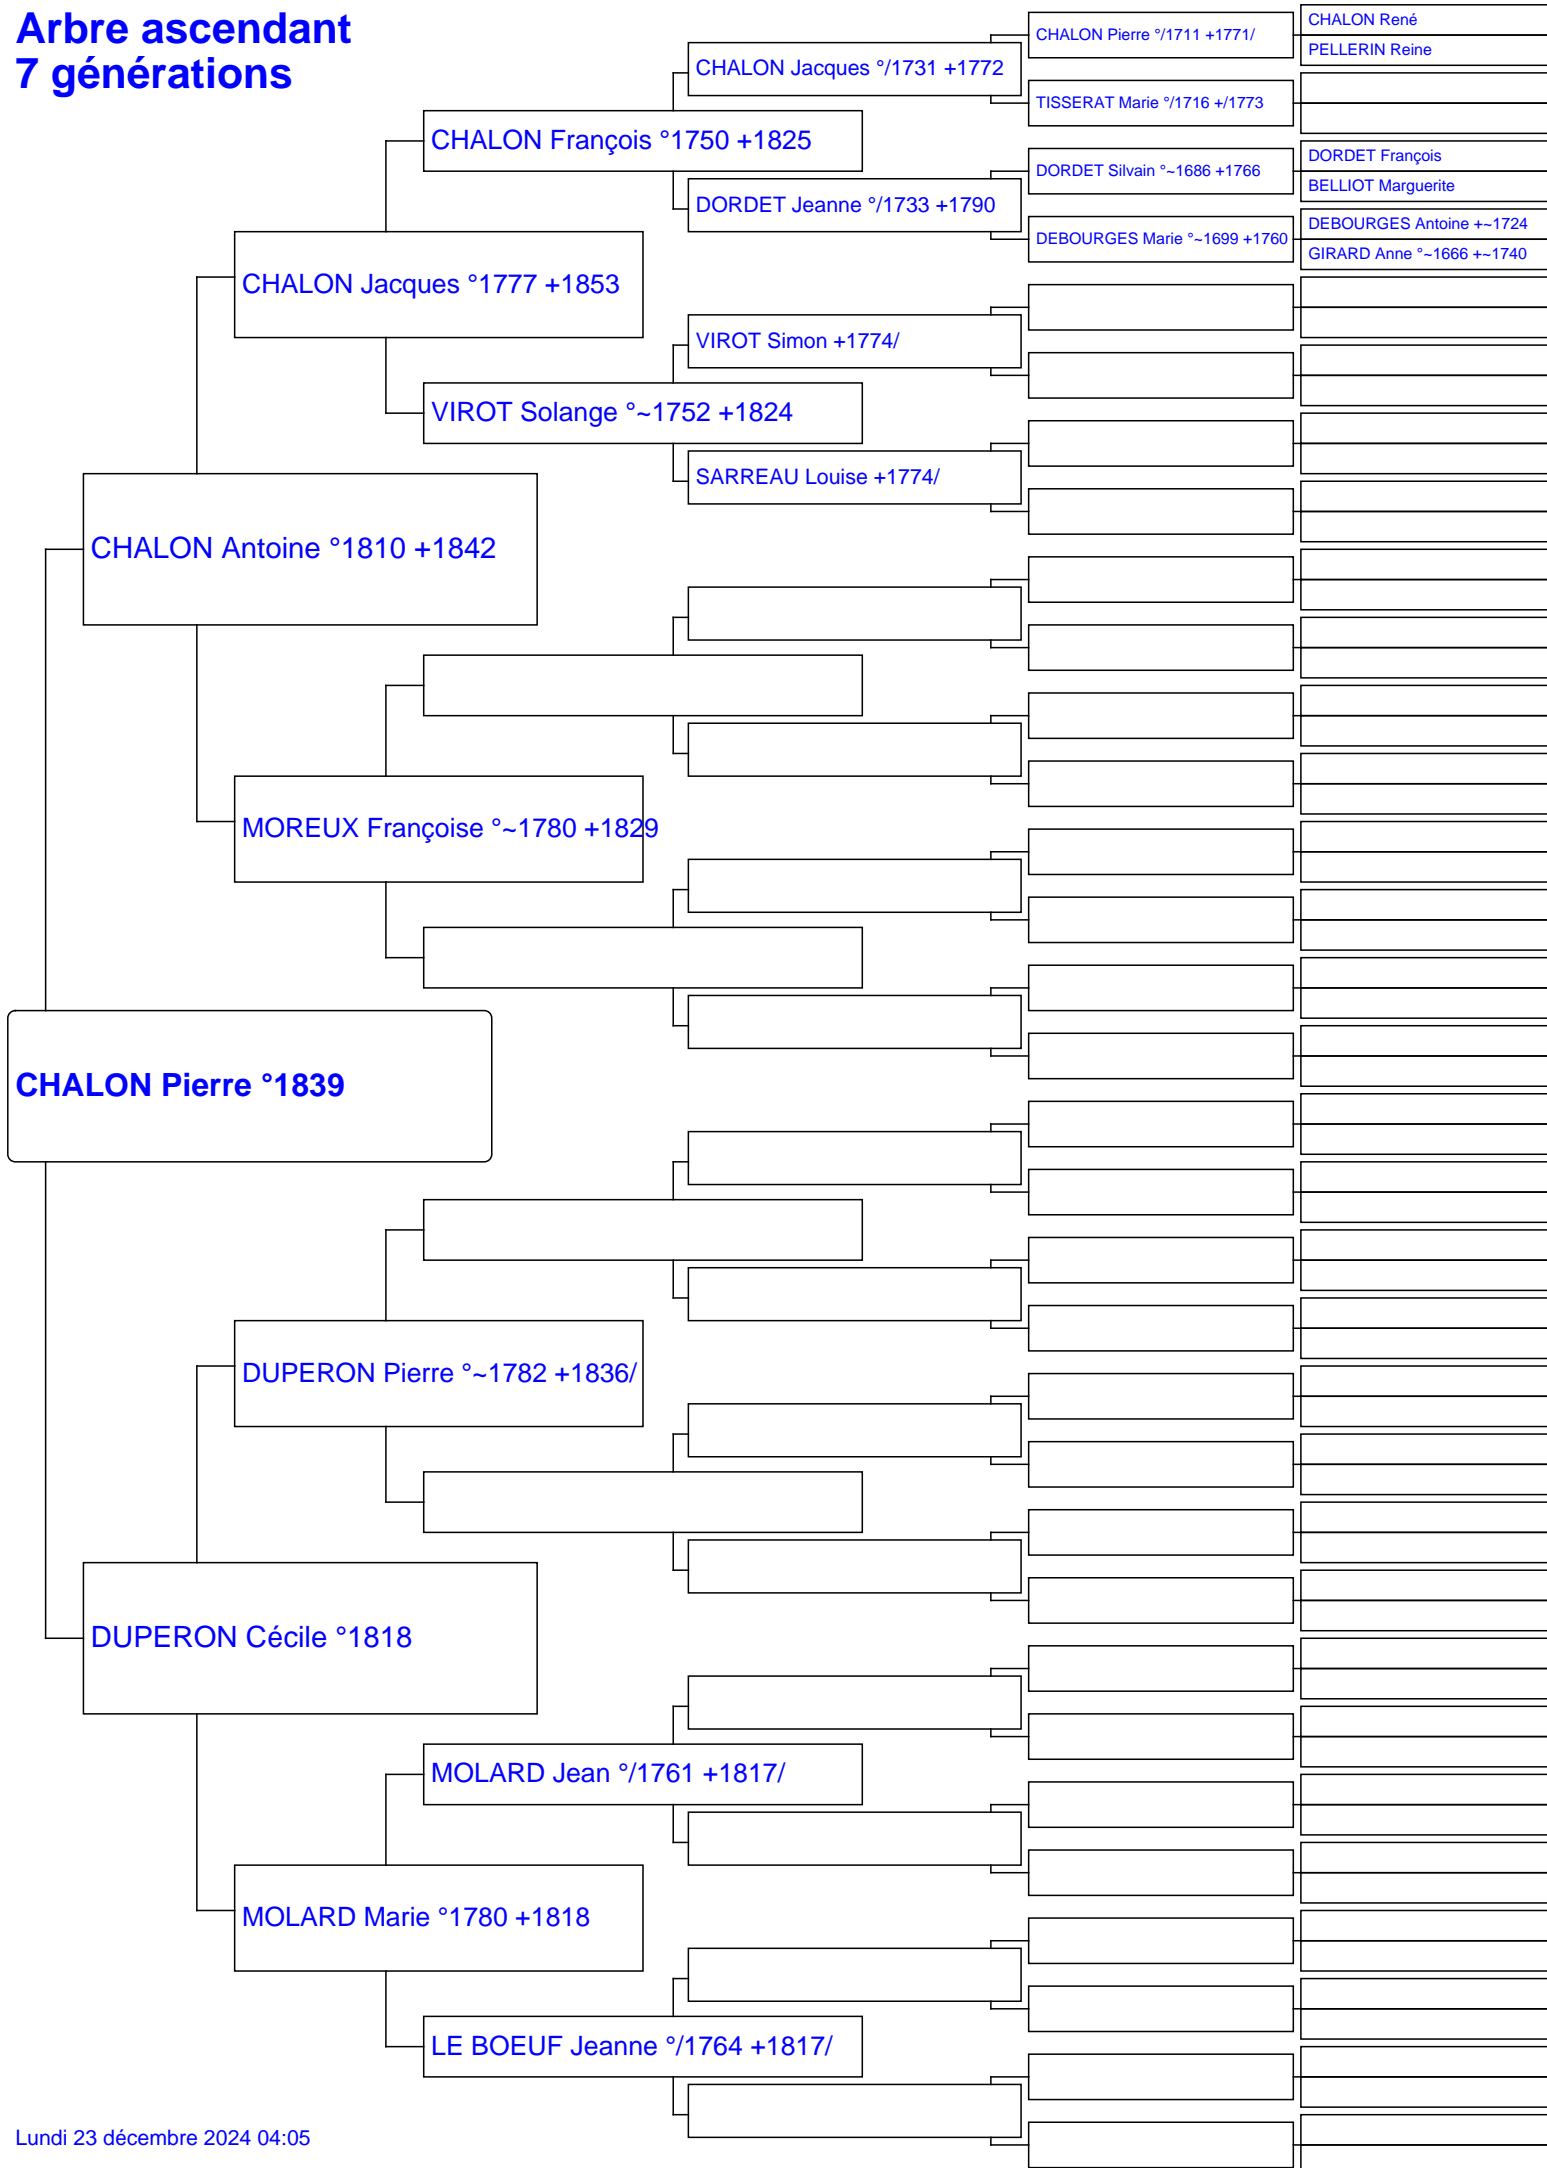 Arbre ascendant
7 générations
CHALON Pierre °1839
CHALON Antoine °1810 +1842
DUPERON Cécile °1818
CHALON Jacques °1777 +1853
MOREUX Françoise °~1780 +1829
DUPERON Pierre °~1782 +1836/
MOLARD Marie °1780 +1818
CHALON François °1750 +1825
VIROT Solange °~1752 +1824
MOLARD Jean °/1761 +1817/
LE BOEUF Jeanne °/1764 +1817/
CHALON Jacques °/1731 +1772
DORDET Jeanne °/1733 +1790
VIROT Simon +1774/
SARREAU Louise +1774/
CHALON Pierre °/1711 +1771/
TISSERAT Marie °/1716 +/1773
DORDET Silvain °~1686 +1766
DEBOURGES Marie °~1699 +1760
CHALON René
PELLERIN Reine
DORDET François
BELLIOT Marguerite
DEBOURGES Antoine +~1724
GIRARD Anne °~1666 +~1740
Lundi 23 décembre 2024 04:05